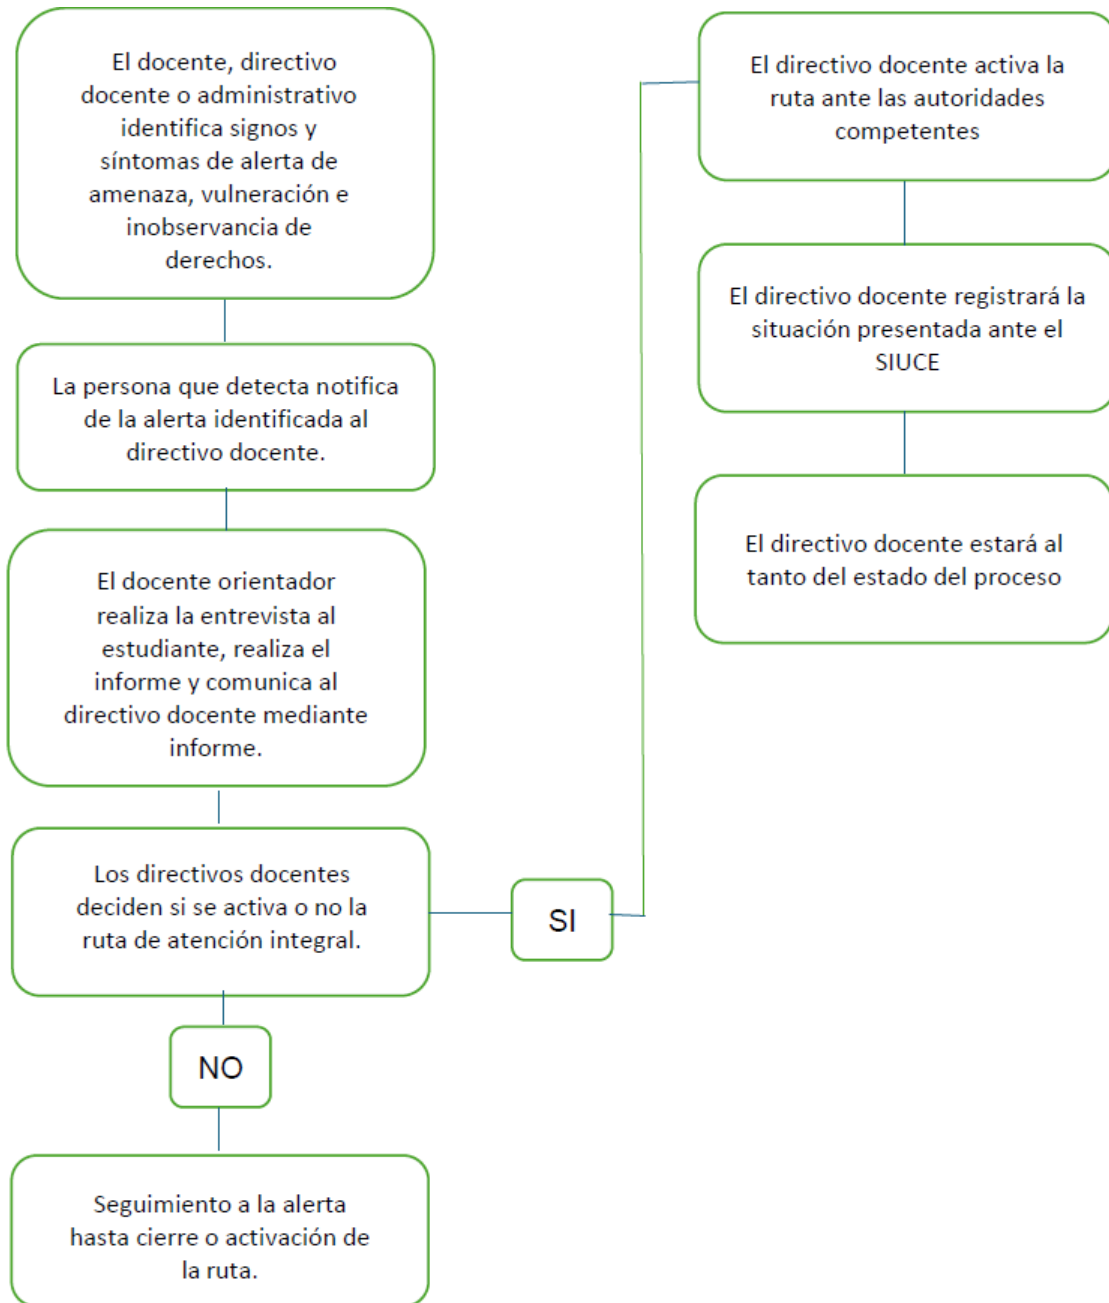 El docente, directivo
docente o administrativo
identifica signos y
síntomas de alerta de
amenaza, vulneración e
inobservancia de
derechos.
La persona que detecta notifica
de la alerta identificada al
directivo docente.
El docente orientador
realiza la entrevista al
estudiante, realiza el
informe y comunica al
directivo docente mediante
informe.
Los directivos docentes
deciden si se activa o no la
ruta de atención integral.
NO
Seguimiento a la alerta
hasta cierre o activación de
la ruta.
SI
El directivo docente activa la
ruta ante las autoridades
competentes
El directivo docente registrará la
situación presentada ante el
SIUCE
El directivo docente estará al
tanto del estado del proceso